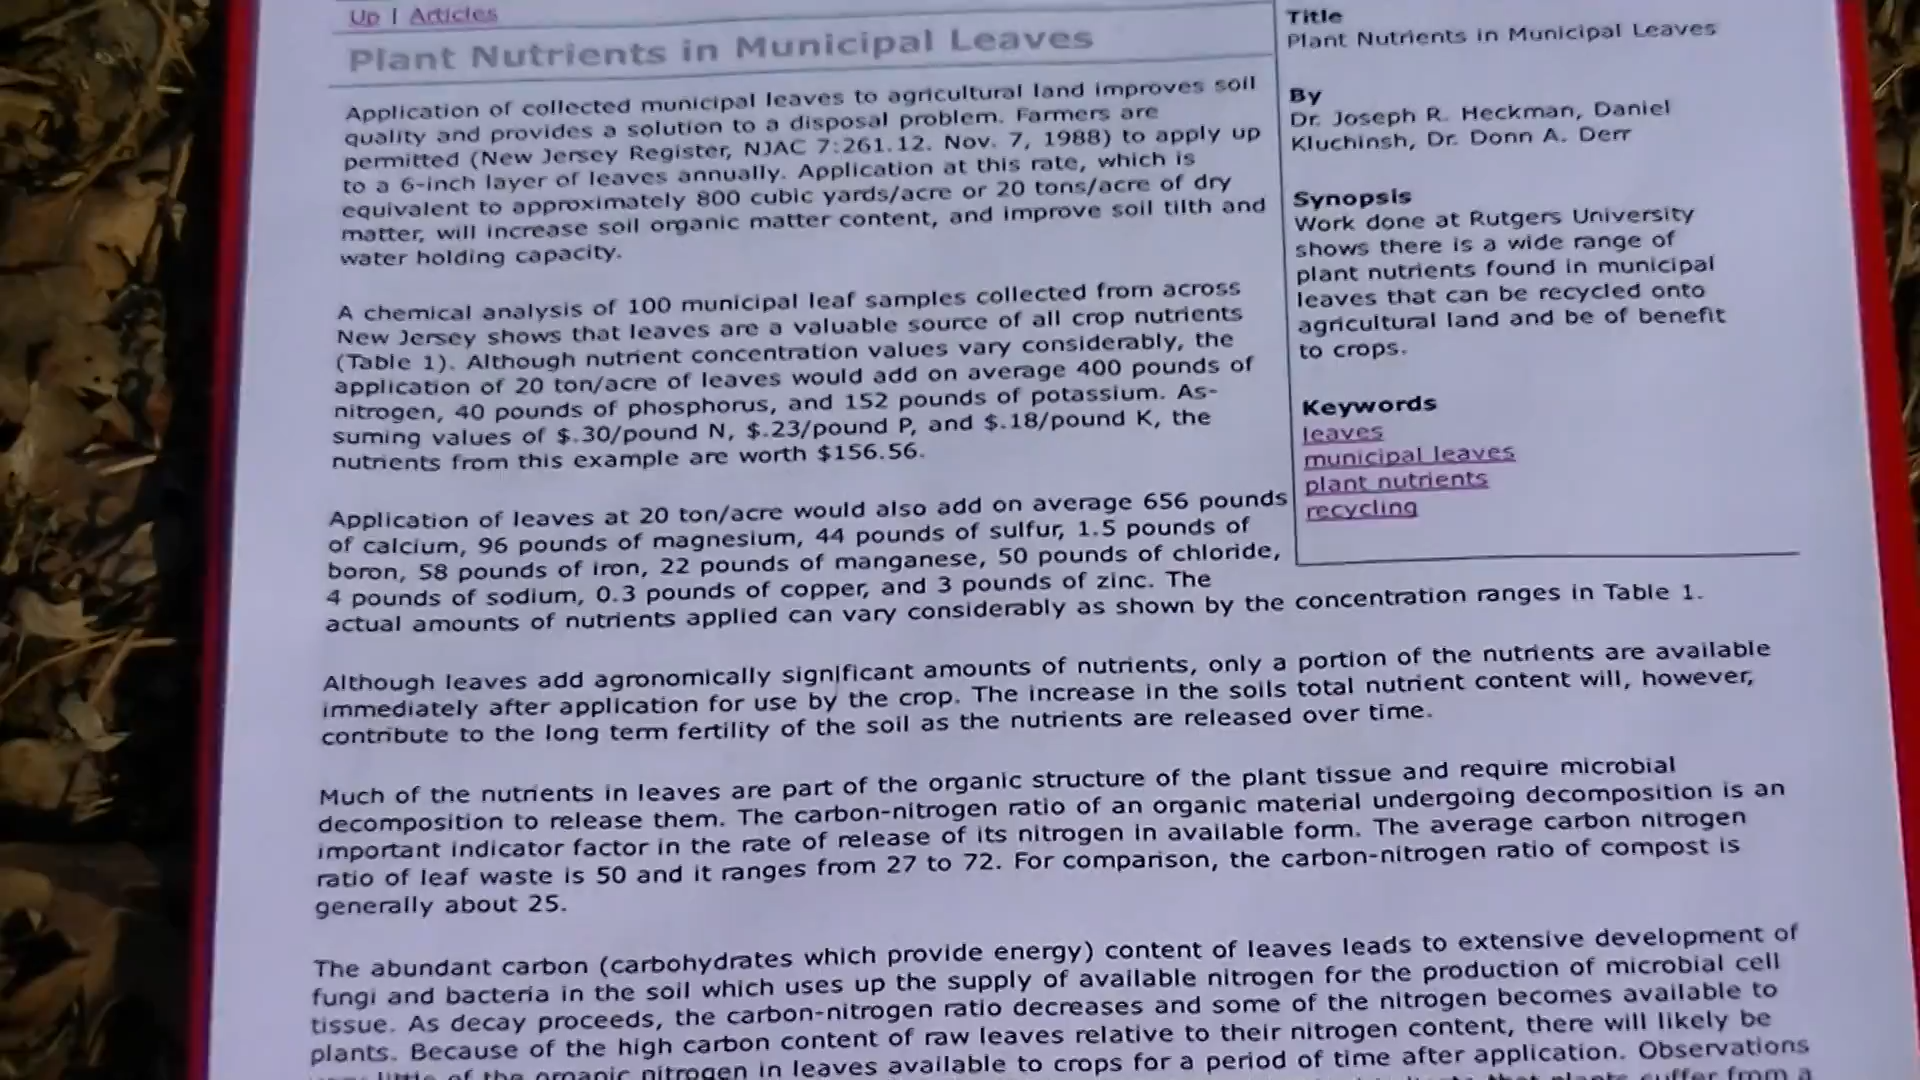 Up | Articles
Plant Nutrients in Municipal Leaves
Application of collected municipal leaves to agricultural land improves soil
quality and provides a solution to a disposal problem. Farmers are
permitted (New Jersey Register, NJAC 7:261.12. Nov. 7, 1988) to apply up
to a 6-inch layer of leaves annually. Application at this rate, which is
equivalent to approximately 800 cubic yards/acre or 20 tons/acre of dry
matter, will increase soil organic matter content, and improve soil tilth and
water holding capacity.
A chemical analysis of 100 municipal leaf samples collected from across
New Jersey shows that leaves are a valuable source of all crop nutrients
(Table 1). Although nutrient concentration values vary considerably, the
application of 20 ton/acre of leaves would add on average 400 pounds of
nitrogen, 40 pounds of phosphorus, and 152 pounds of potassium. As-
suming values of $.30/pound N, $.23/pound P, and $.18/pound K, the
nutrients from this example are worth $156.56.
Application of leaves at 20 ton/acre would also add on average 656 pounds
of calcium, 96 pounds of magnesium, 44 pounds of sulfur, 1.5 pounds of
boron, 58 pounds of iron, 22 pounds of manganese, 50 pounds of chloride,
4 pounds of sodium, 0.3 pounds of copper, and 3 pounds of zinc. The
actual amounts of nutrients applied can vary considerably as shown by the concentration ranges in Table 1.
Although leaves add agronomically significant amounts of nutrients, only a portion of the nutrients are available
immediately after application for use by the crop. The increase in the soils total nutrient content will, however,
contribute to the long term fertility of the soil as the nutrients are released over time.
Much of the nutrients in leaves are part of the organic structure of the plant tissue and require microbial
decomposition to release them. The carbon-nitrogen ratio of an organic material undergoing decomposition is an
important indicator factor in the rate of release of its nitrogen in available form. The average carbon nitrogen
ratio of leaf waste is 50 and it ranges from 27 to 72. For comparison, the carbon-nitrogen ratio of compost is
generally about 25.
The abundant carbon (carbohydrates which provide energy) content of leaves leads to extensive development of
fungi and bacteria in the soil which uses up the supply of available nitrogen for the production of microbial cell
tissue. As decay proceeds, the carbon-nitrogen ratio decreases and some of the nitrogen becomes available to
plants. Because of the high carbon content of raw leaves relative to their nitrogen content, there will likely be
little of the organic nitrogen in leaves available to crops for a period of time after application. Observations
that plants suffer from a
Title
Plant Nutrients in Municipal Leaves
By
Dr. Joseph R. Heckman, Daniel
Kluchinsh, Dr. Donn A. Derr
Synopsis
Work done at Rutgers University
shows there is a wide range of
plant nutrients found in municipal
leaves that can be recycled onto
agricultural land and be of benefit
to crops.
Keywords
leaves
municipal leaves
plant nutrients
recycling